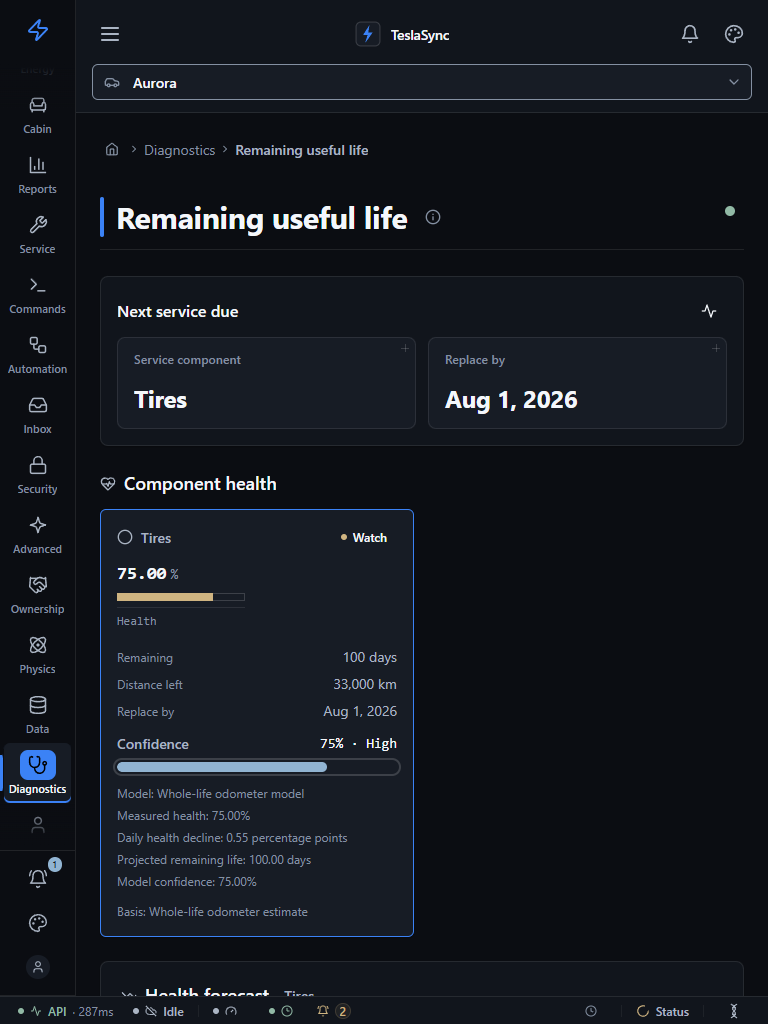 TeslaSync
Aurora
Energy
Cabin
Reports
Service
Commands
Automation
Inbox
Security
Advanced
Ownership
Physics
Data
Diagnostics
1
Diagnostics
Remaining useful life
Remaining useful life
Next service due
Service component
Tires
Replace by
Aug 1, 2026
Component health
Tires
Watch
75.00 %
Health
Remaining 100 days
Distance left 33,000 km
Replace by Aug 1, 2026
Confidence 75% · High
Model: Whole-life odometer model
Measured health: 75.00%
Daily health decline: 0.55 percentage points
Projected remaining life: 100.00 days
Model confidence: 75.00%
Basis: Whole-life odometer estimate
Health forecast Tires
API · 287ms Idle 2 Status